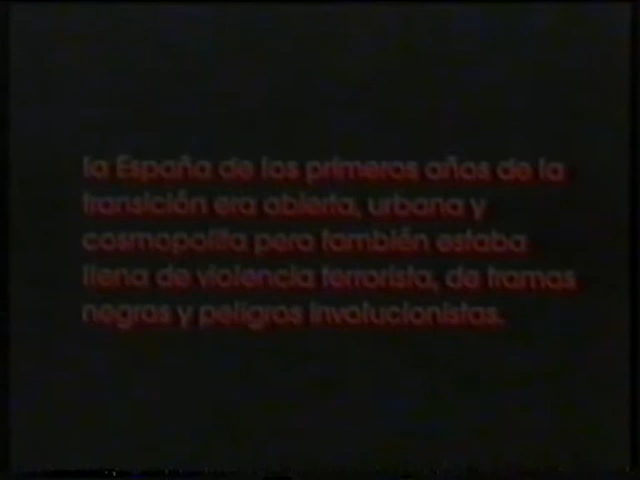 la España de los primeros años de la
transición era abierta, urbana y
cosmopolita pero también estaba
llena de violencia terrorista, de tramas
negras y peligros involucionistas.